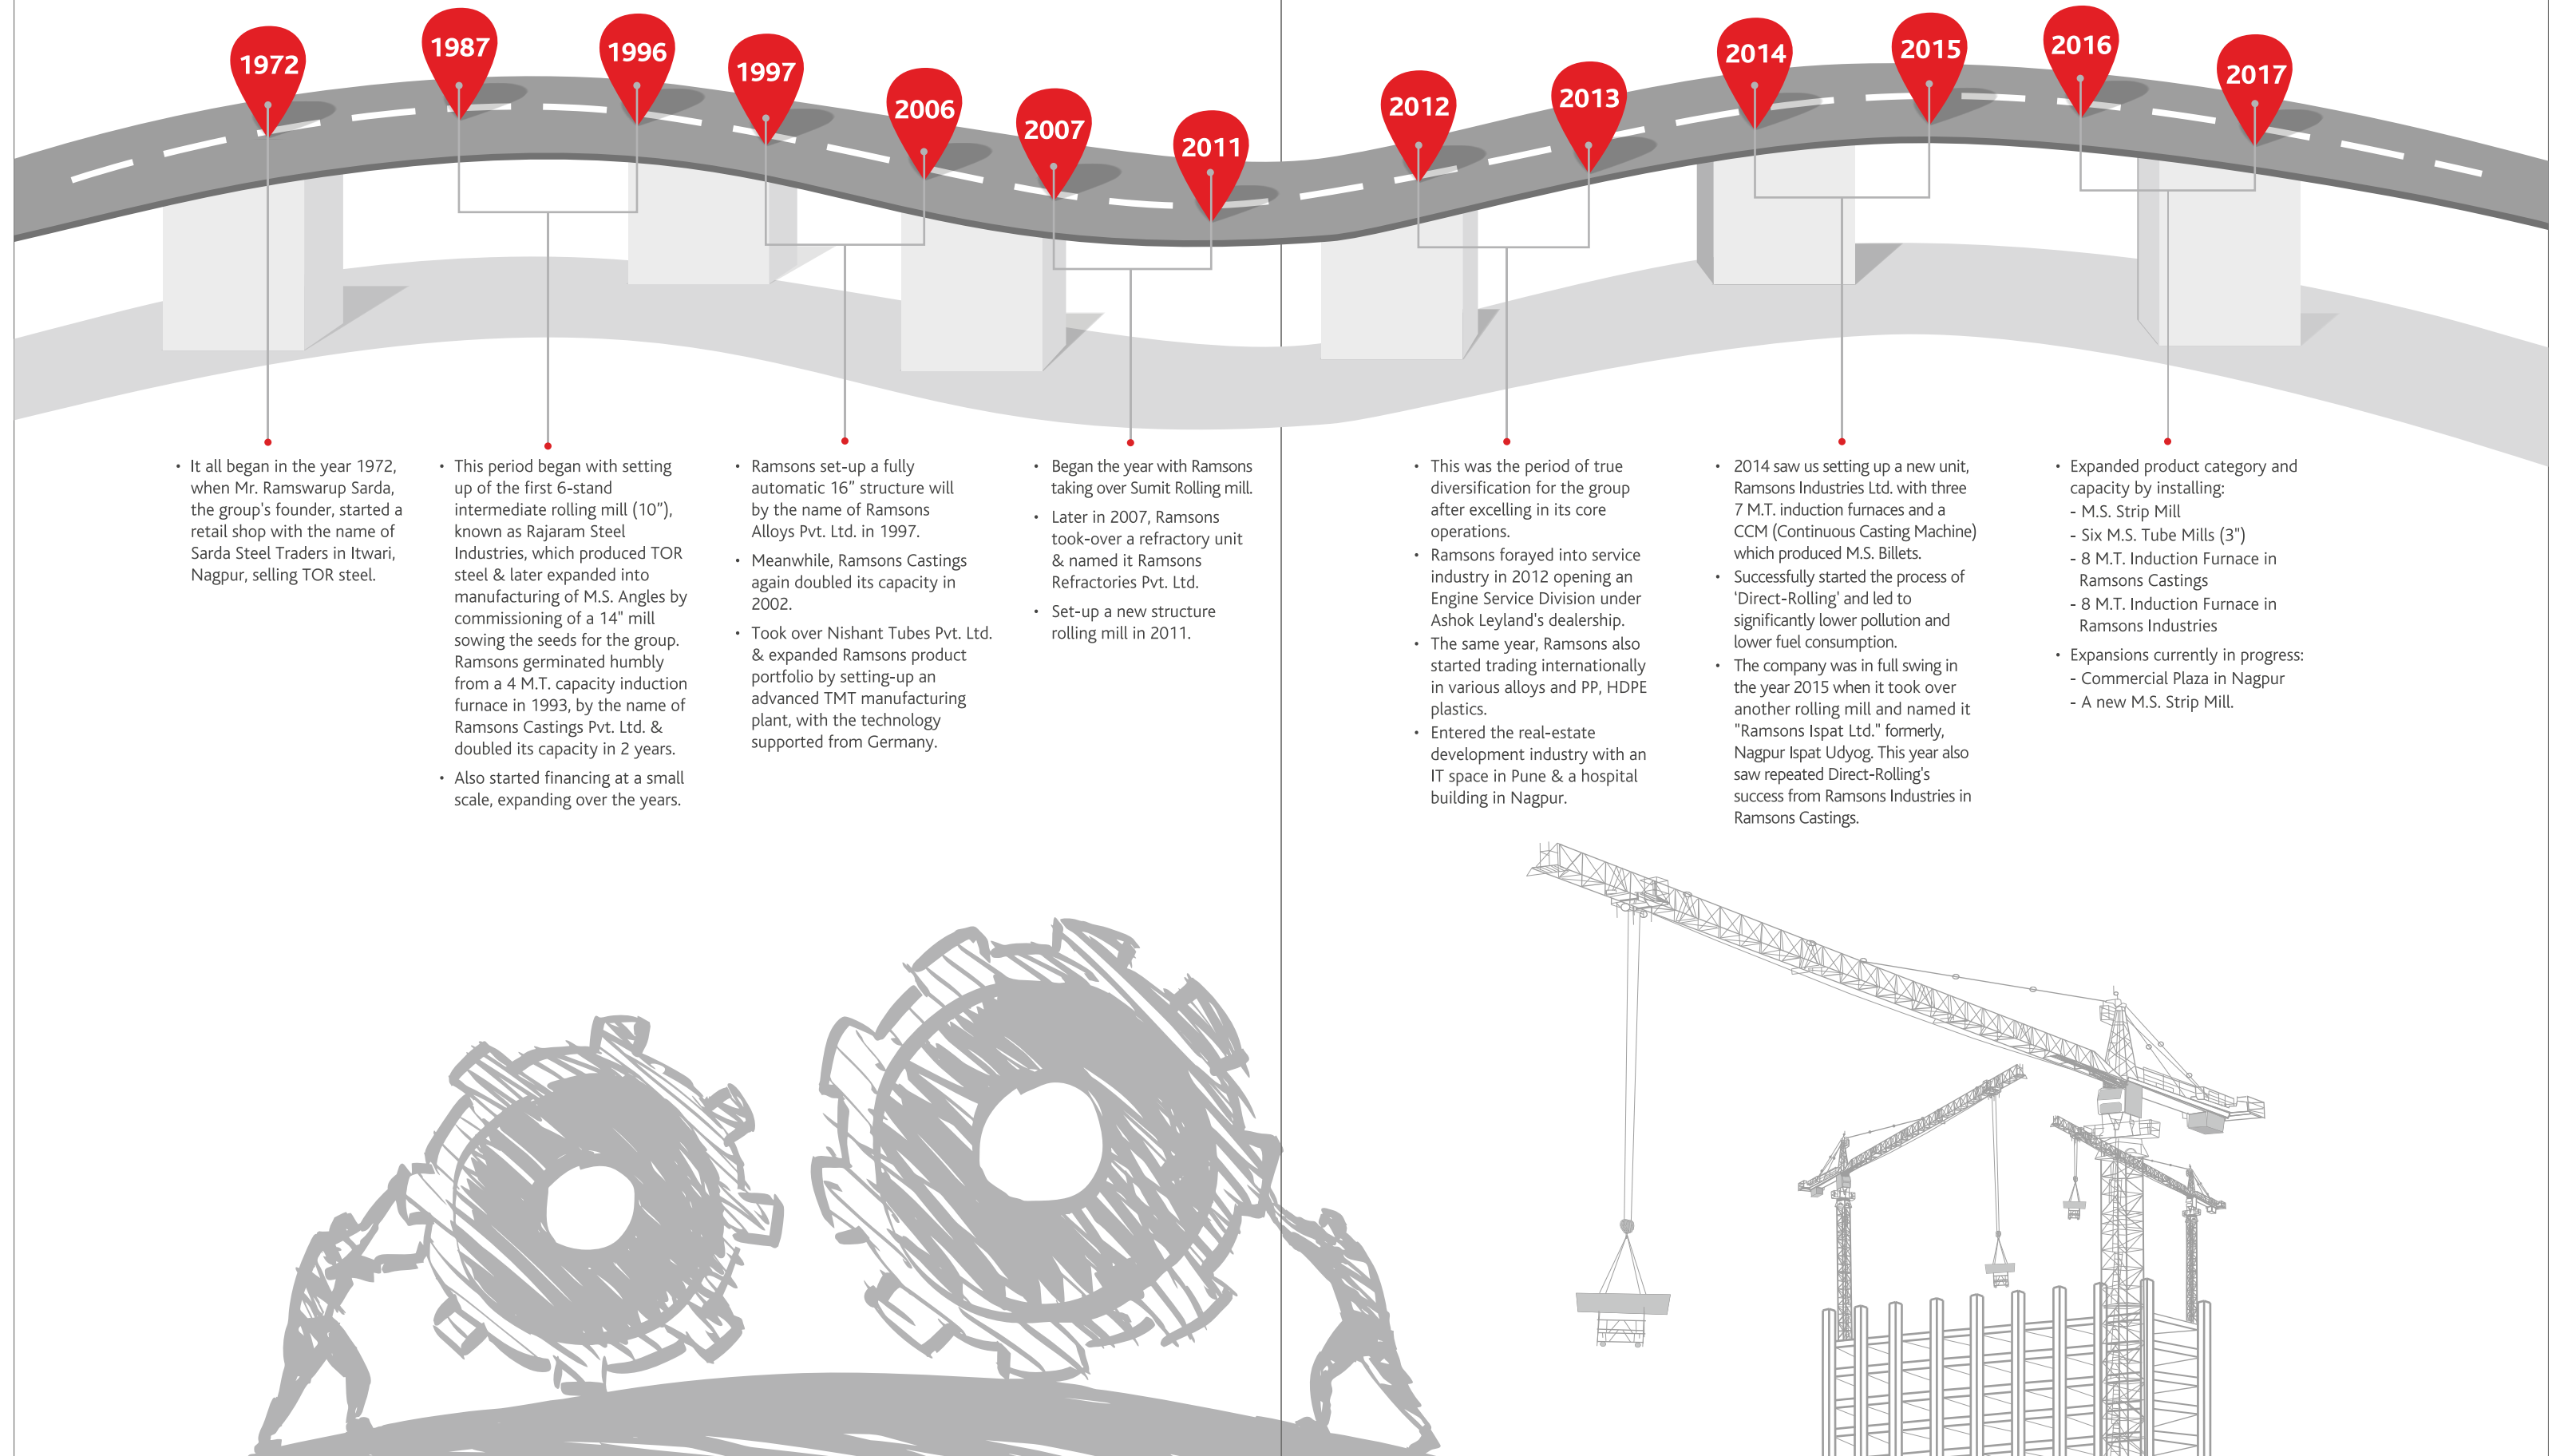 1972
1987
1996
1997
2006
2007
2011
2012
2013
2014
2015
2016
2017
• It all began in the year 1972,
when Mr. Ramswarup Sarda,
the group's founder, started a
retail shop with the name of
Sarda Steel Traders in Itwari,
Nagpur, selling TOR steel.
• This period began with setting
up of the first 6-stand
intermediate rolling mill (10”),
known as Rajaram Steel
Industries, which produced TOR
steel & later expanded into
manufacturing of M.S. Angles by
commissioning of a 14" mill
sowing the seeds for the group.
Ramsons germinated humbly
from a 4 M.T. capacity induction
furnace in 1993, by the name of
Ramsons Castings Pvt. Ltd. &
doubled its capacity in 2 years.
• Also started financing at a small
scale, expanding over the years.
• Ramsons set-up a fully
automatic 16” structure will
by the name of Ramsons
Alloys Pvt. Ltd. in 1997.
• Meanwhile, Ramsons Castings
again doubled its capacity in
2002.
• Took over Nishant Tubes Pvt. Ltd.
& expanded Ramsons product
portfolio by setting-up an
advanced TMT manufacturing
plant, with the technology
supported from Germany.
• Began the year with Ramsons
taking over Sumit Rolling mill.
• Later in 2007, Ramsons
took-over a refractory unit
& named it Ramsons
Refractories Pvt. Ltd.
• Set-up a new structure
rolling mill in 2011.
• This was the period of true
diversification for the group
after excelling in its core
operations.
• Ramsons forayed into service
industry in 2012 opening an
Engine Service Division under
Ashok Leyland's dealership.
• The same year, Ramsons also
started trading internationally
in various alloys and PP, HDPE
plastics.
• Entered the real-estate
development industry with an
IT space in Pune & a hospital
building in Nagpur.
• 2014 saw us setting up a new unit,
Ramsons Industries Ltd. with three
7 M.T. induction furnaces and a
CCM (Continuous Casting Machine)
which produced M.S. Billets.
• Successfully started the process of
'Direct-Rolling' and led to
significantly lower pollution and
lower fuel consumption.
• The company was in full swing in
the year 2015 when it took over
another rolling mill and named it
"Ramsons Ispat Ltd." formerly,
Nagpur Ispat Udyog. This year also
saw repeated Direct-Rolling's
success from Ramsons Industries in
Ramsons Castings.
• Expanded product category and
capacity by installing:
- M.S. Strip Mill
- Six M.S. Tube Mills (3")
- 8 M.T. Induction Furnace in
Ramsons Castings
- 8 M.T. Induction Furnace in
Ramsons Industries
• Expansions currently in progress:
- Commercial Plaza in Nagpur
- A new M.S. Strip Mill.